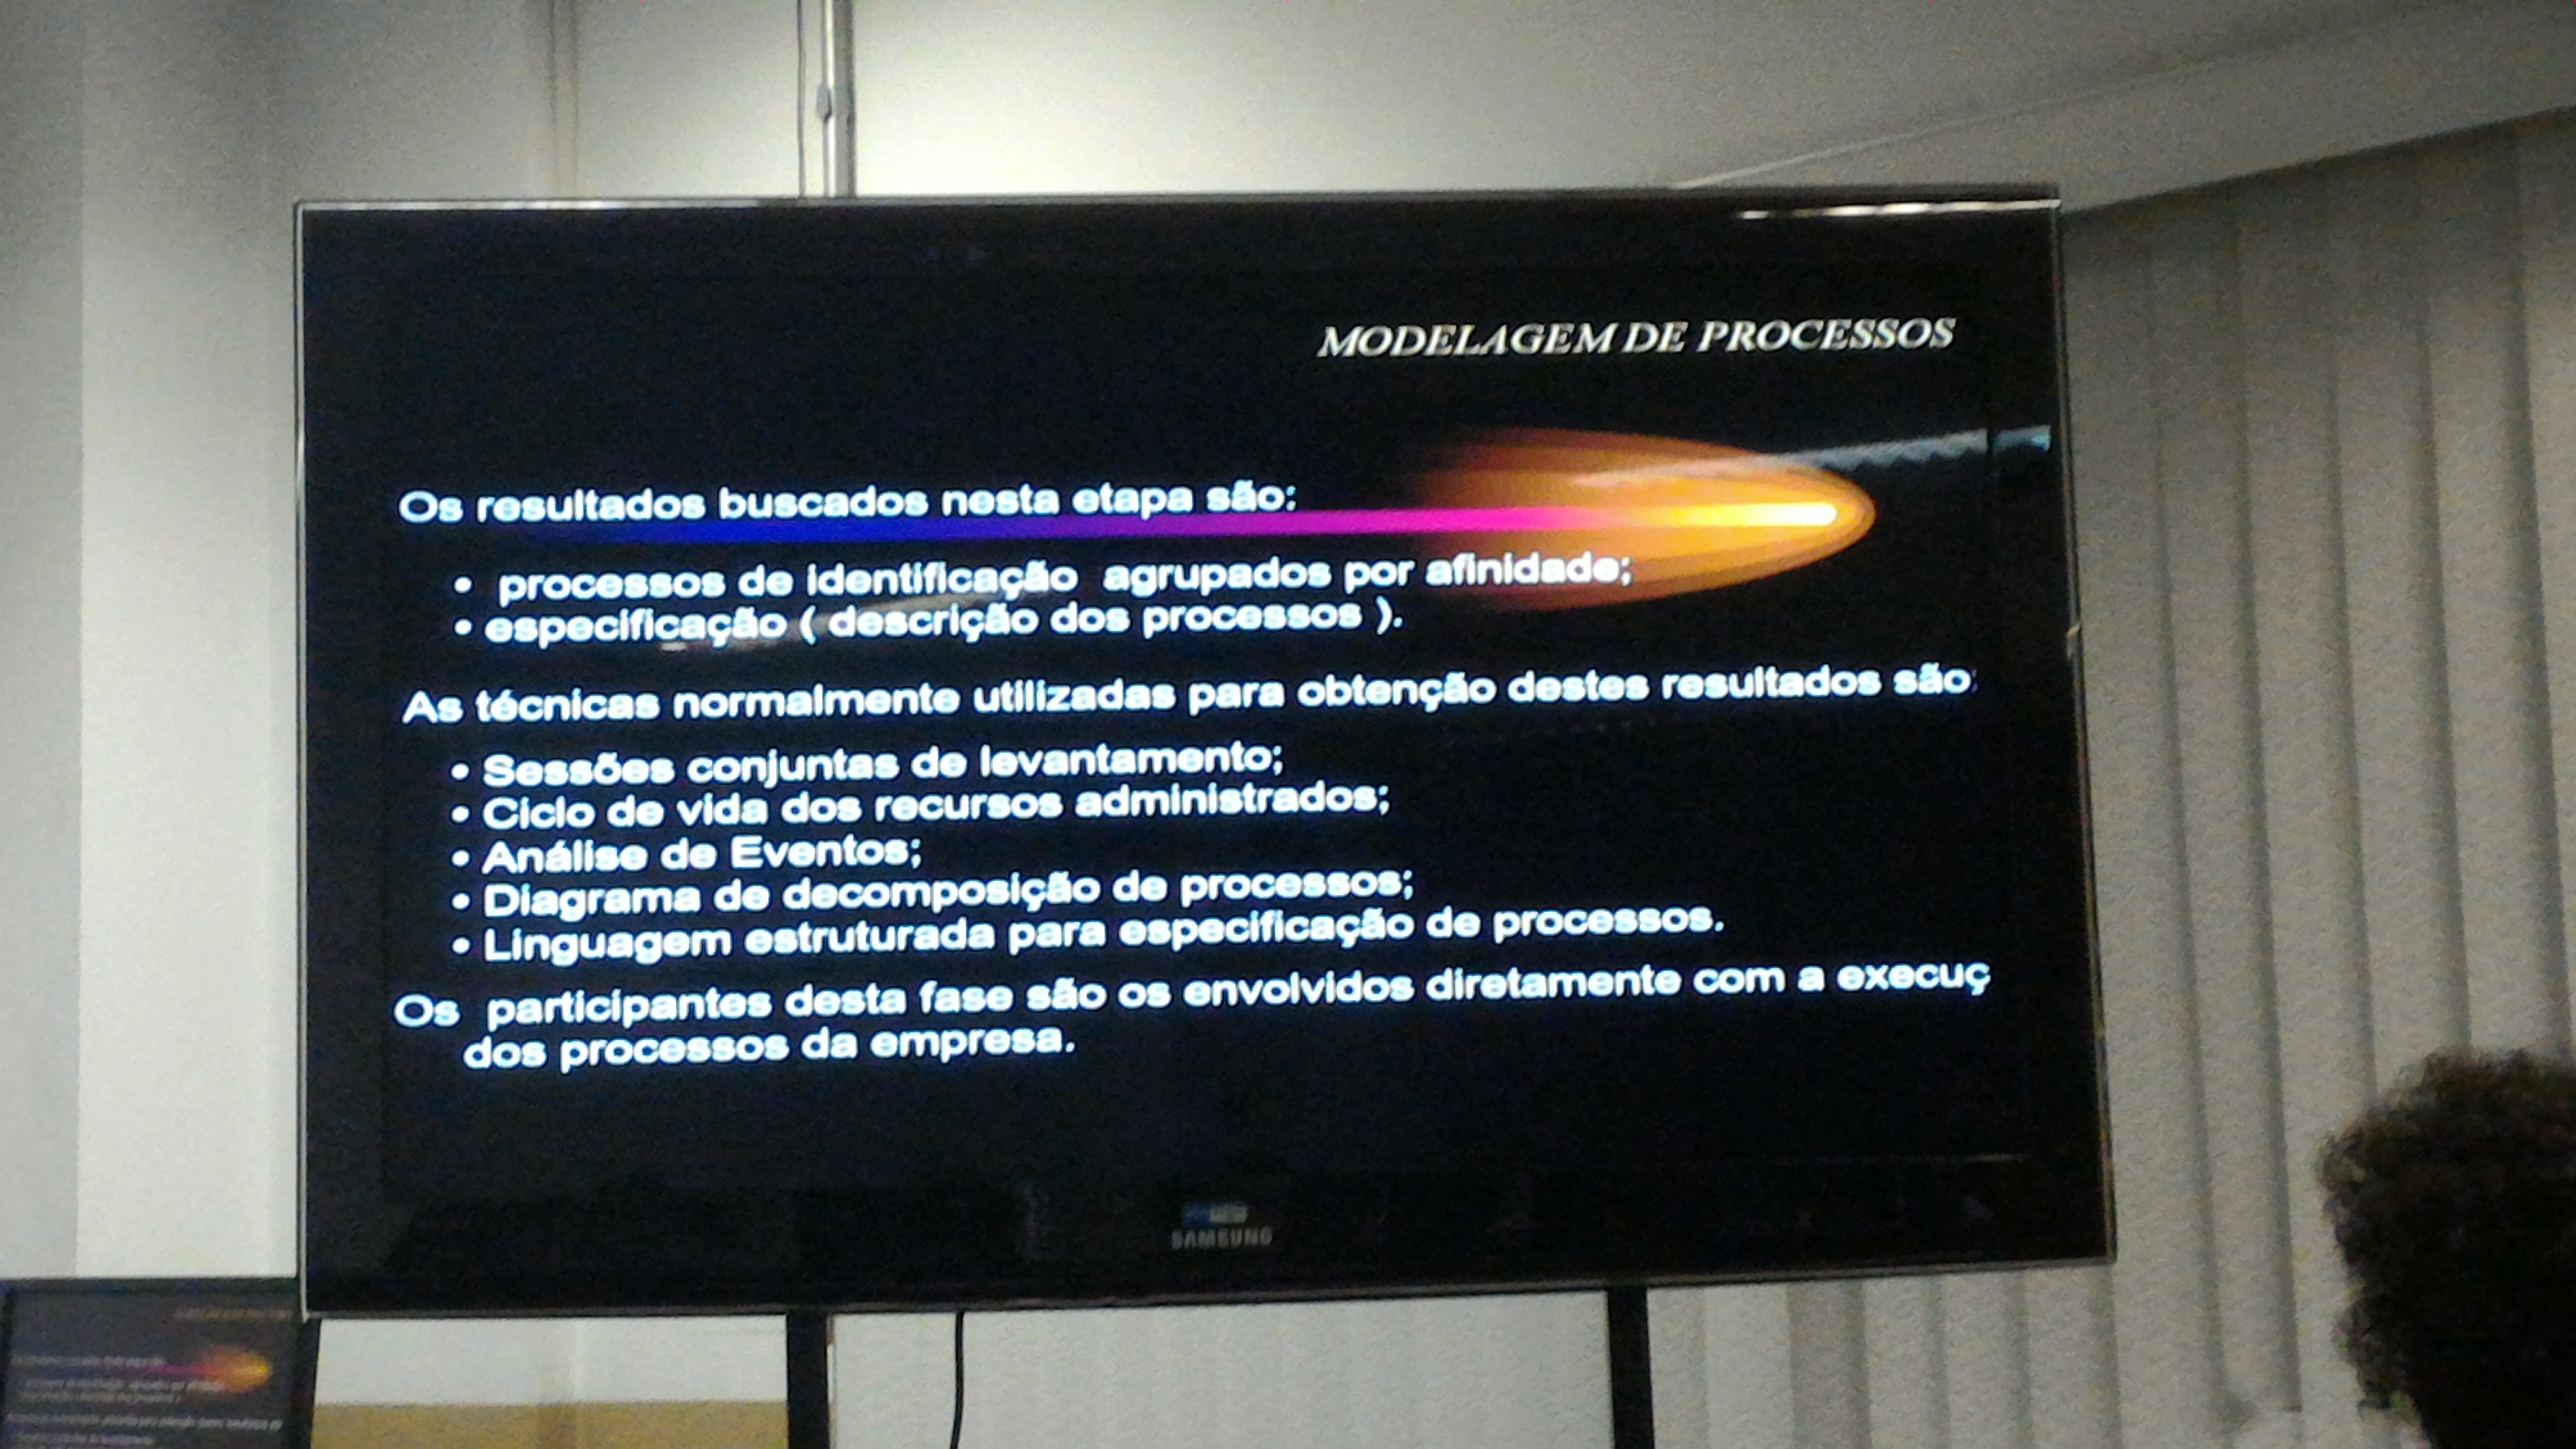 MODELAGEM DE PROCESSOS
Os resultados buscados nesta etapa são:
• processos de identificação agrupados por afinidade;
• especificação ( descrição dos processos ).
As técnicas normalmente utilizadas para obtenção destes resultados são:
• Sessões conjuntas de levantamento;
• Ciclo de vida dos recursos administrados;
• Análise de Eventos;
• Diagrama de decomposição de processos;
• Linguagem estruturada para especificação de processos.
Os participantes desta fase são os envolvidos diretamente com a execuç
dos processos da empresa.
SAMSUNG